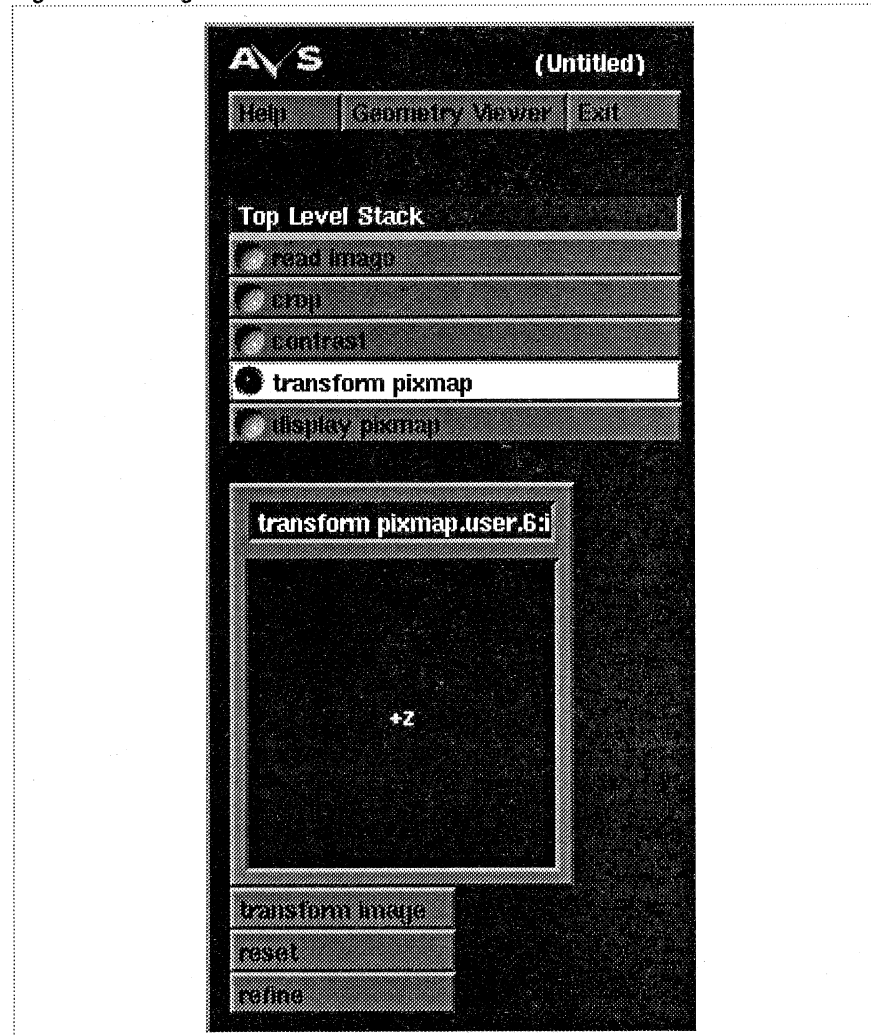 AVS (Untitled)
Help Geometry Viewer Exit
Top Level Stack
read image
crop
contrast
transform pixmap
display pixmap
transform pixmap.user.6:i
+Z
transform image
reset
refine